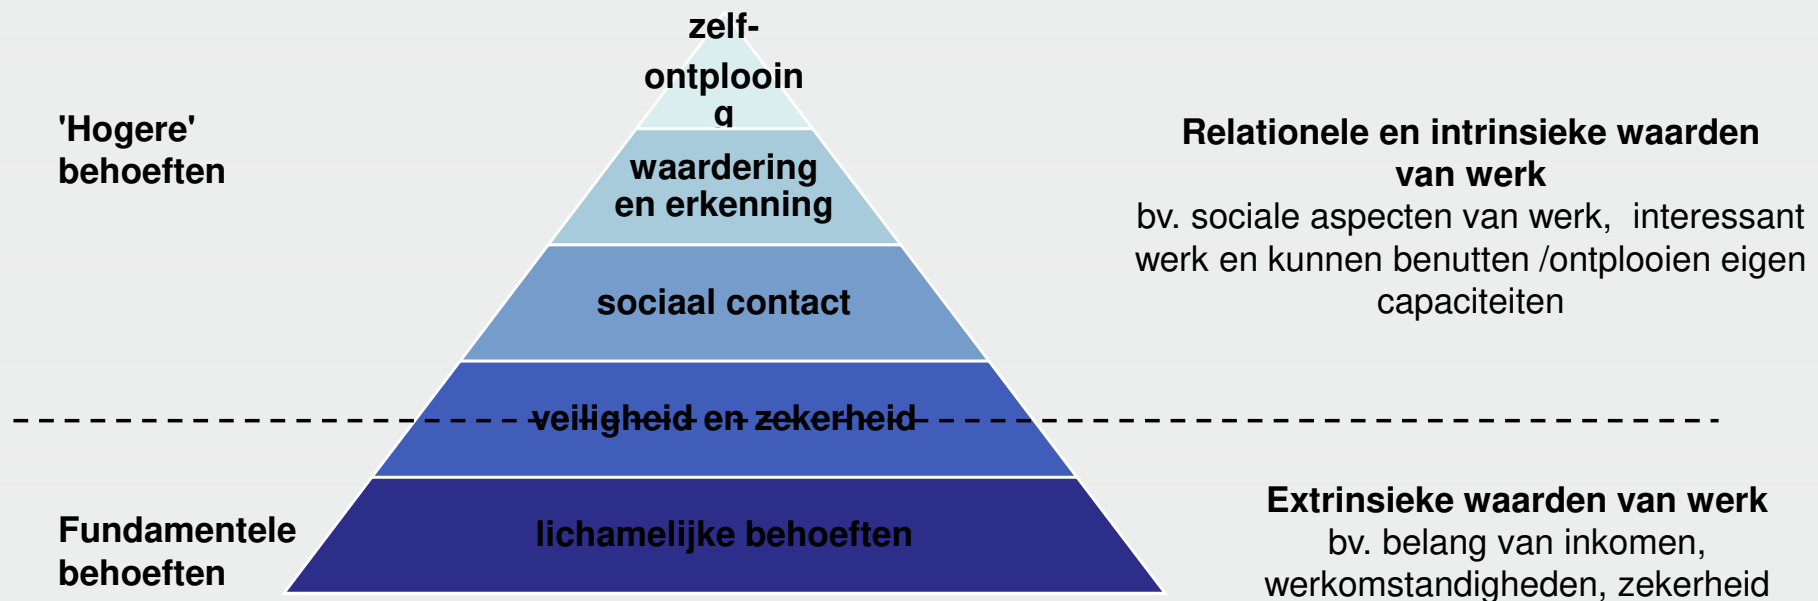 zelf-
ontplooin
g
'Hogere'
behoeften
waardering
en erkenning
sociaal contact
veiligheid en zekerheid
lichamelijke behoeften
Fundamentele
behoeften
Relationele en intrinsieke waarden
van werk
bv. sociale aspecten van werk, interessant
werk en kunnen benutten /ontplooien eigen
capaciteiten
Extrinsieke waarden van werk
bv. belang van inkomen,
werkomstandigheden, zekerheid